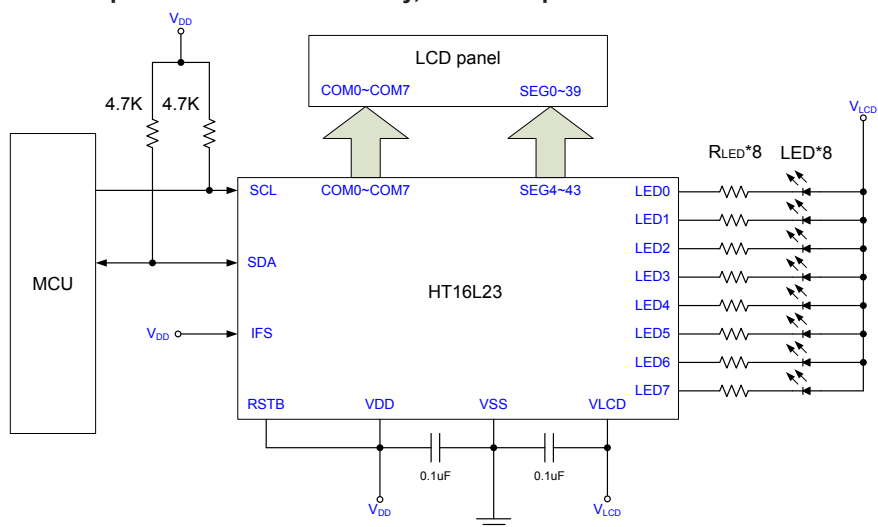 VDD
LCD panel
COM0~COM7 SEG0~39
4.7K 4.7K
VLCD
RLED*8 LED*8
SCL COM0~COM7 SEG4~43 LED0
LED1
LED2
SDA
MCU
LED3
HT16L23
LED4
VDD IFS LED5
LED6
LED7
RSTB VDD VSS VLCD
0.1uF 0.1uF
VDD VLCD